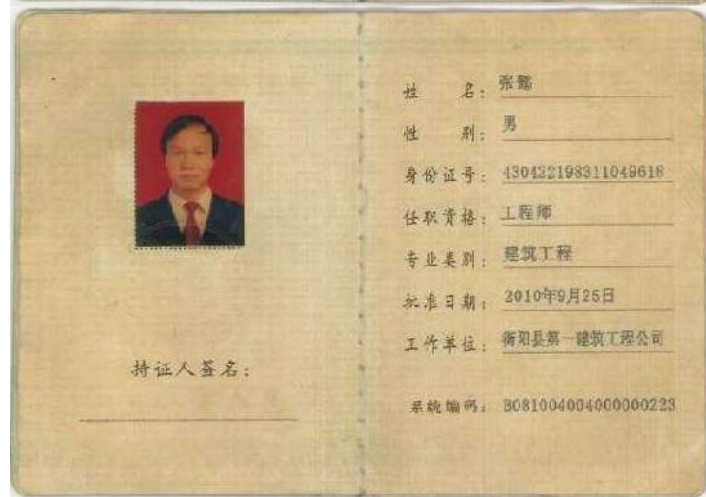 持证人签名：
姓名：张懿
性别：男
身份证号：430422198311049618
任职资格：工程师
专业类别：建筑工程
批准日期：2010年9月25日
工作单位：衡阳县第一建筑工程公司
系统编码：B0810040040000000223